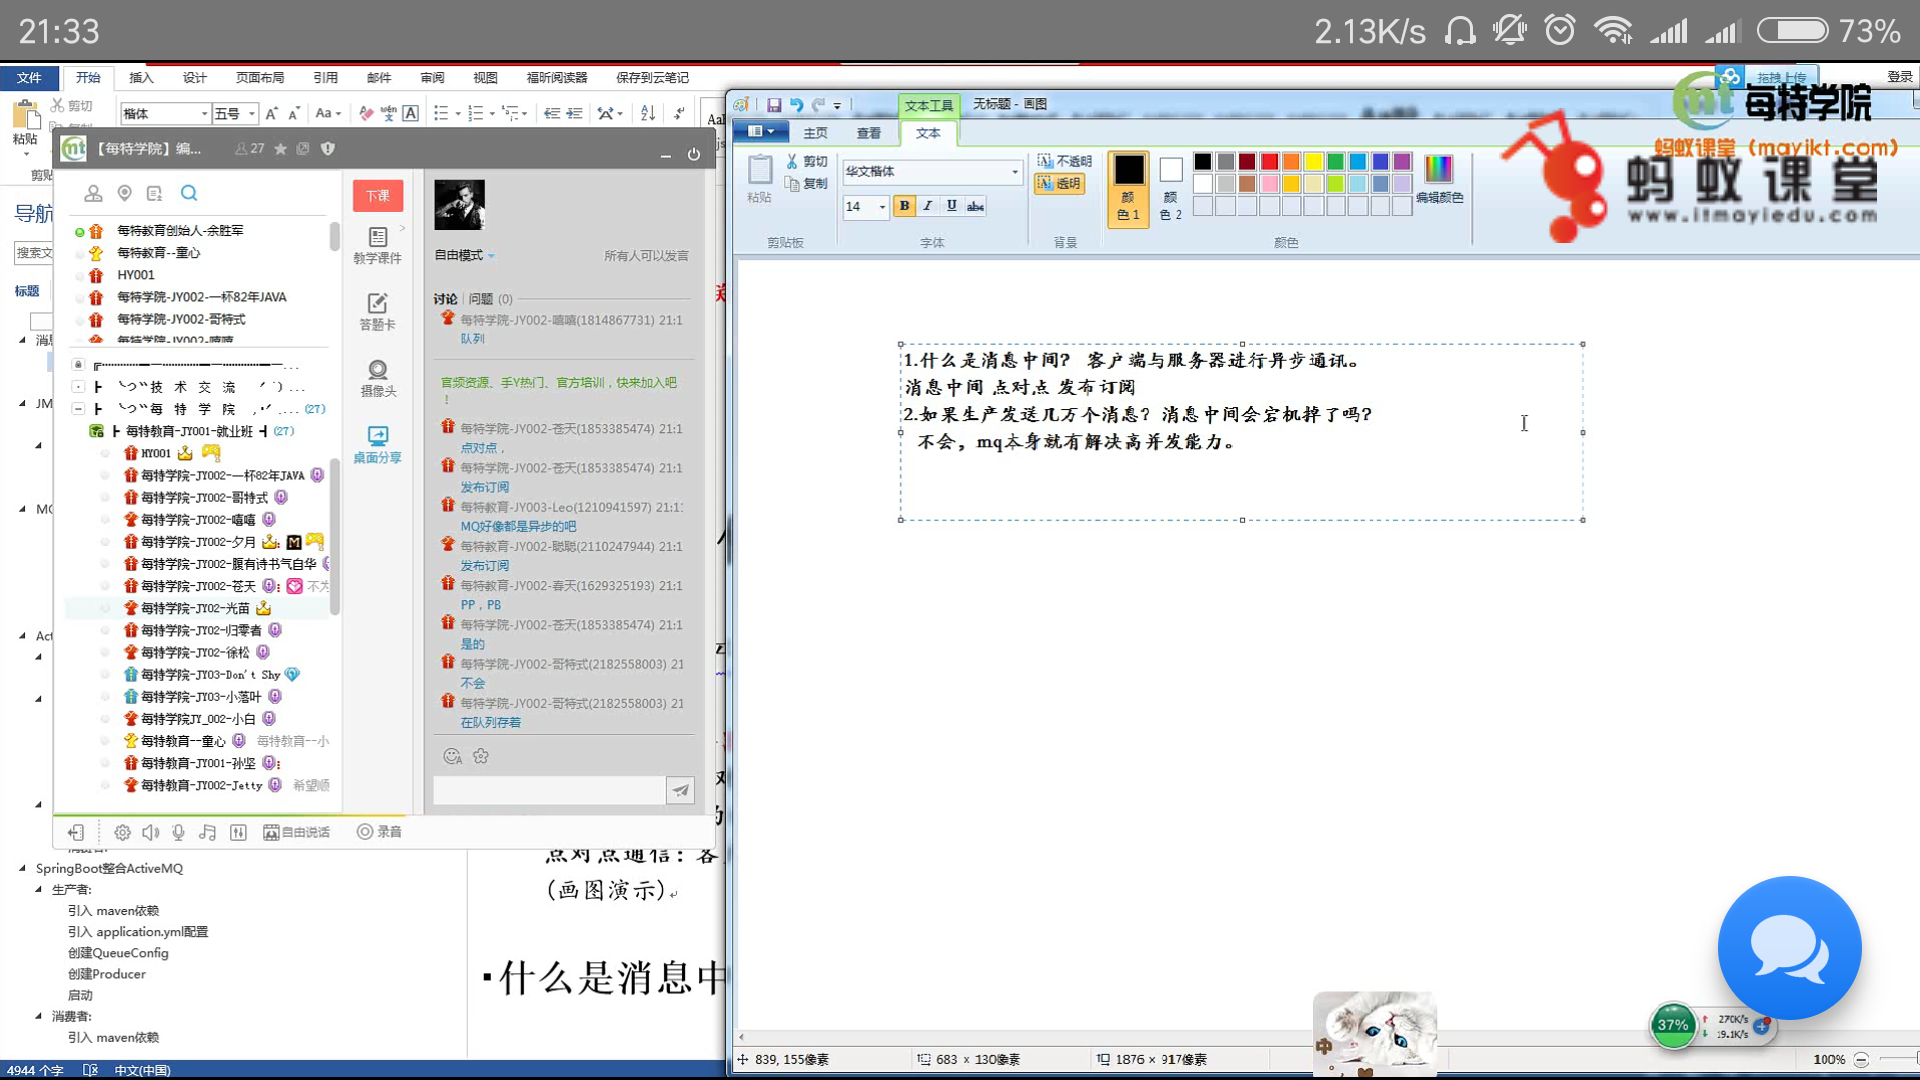 21:33
2.13K/s
73%
文件 开始 插入 设计 页面布局 引用 邮件 审阅 视图 福昕阅读器 保存到云笔记
拖拽上传
登录
剪切
楷体
五号
粘贴
【每特学院】编...
27
下课
教学课件
答题卡
摄像头
桌面分享
每特教育创始人-余胜军
每特教育--童心
HY001
每特学院-JY002-一杯82年JAVA
每特学院-JY002-哥特式
每特学院-JY002-嘻嘻
技 术 交 流
每 特 学 院 (27)
每特教育-JY001-就业班 (27)
HY001
每特学院-JY002-一杯82年JAVA
每特学院-JY002-哥特式
每特学院-JY002-嘻嘻
每特学院-JY002-夕月
每特学院-JY002-腹有诗书气自华
每特学院-JY002-苍天 不为
每特学院-JY02-光苗
每特学院-JY02-归零者
每特学院-JY02-徐松
每特学院-JY03-Don't Shy
每特学院-JY03-小落叶
每特学院JY_002-小白
每特教育--童心 每特教育--小
每特教育-JY001-孙坚
每特教育-JY002-Jetty 希望顺
自由说话
录音
自由模式
所有人可以发言
讨论 问题 (0)
每特学院-JY002-嘻嘻(1814867731) 21:1
队列
官频资源、手Y热门、官方培训，快来加入吧
！
每特学院-JY002-苍天(1853385474) 21:1
点对点，
每特学院-JY002-苍天(1853385474) 21:1
发布订阅
每特教育-JY003-Leo(1210941597) 21:1
MQ好像都是异步的吧
每特教育-JY002-聪聪(2110247944) 21:1
发布订阅
每特教育-JY002-春天(1629325193) 21:1
PP，PB
每特学院-JY002-苍天(1853385474) 21:1
是的
每特学院-JY002-哥特式(2182558003) 21
不会
每特学院-JY002-哥特式(2182558003) 21
在队列存着
导航
搜索文
标题
SpringBoot整合ActiveMQ
生产者:
引入 maven依赖
引入 application.yml配置
创建QueueConfig
创建Producer
启动
消费者:
引入 maven依赖
点对点通信：客
（画图演示）
什么是消息中
4944 个字
中文(中国)
文本工具
无标题 - 画图
主页 查看 文本
粘贴
剪切
复制
剪贴板
华文楷体
14
B I U abc
字体
不透明
透明
背景
颜色 1
颜色 2
编辑颜色
颜色
mt 每特学院
蚂蚁课堂（mayikt.com）
蚂蚁课堂
www.itmayiedu.com
1.什么是消息中间？ 客户端与服务器进行异步通讯。
消息中间 点对点 发布订阅
2.如果生产发送几万个消息？消息中间会宕机掉了吗？
不会，mq本身就有解决高并发能力。
37%
270K/s
19.1K/s
839, 155像素
683 × 130像素
1876 × 917像素
100%